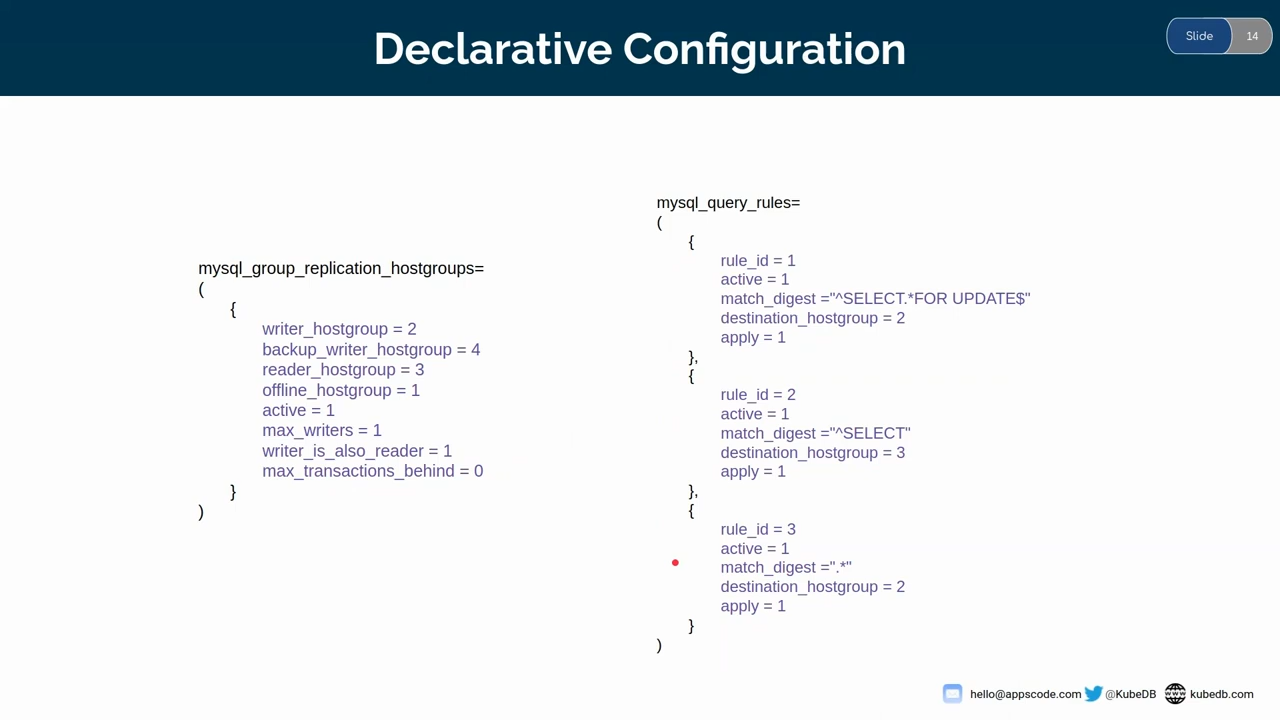 Declarative Configuration
Slide 14
mysql_group_replication_hostgroups=
(
{
writer_hostgroup = 2
backup_writer_hostgroup = 4
reader_hostgroup = 3
offline_hostgroup = 1
active = 1
max_writers = 1
writer_is_also_reader = 1
max_transactions_behind = 0
}
)
mysql_query_rules=
(
{
rule_id = 1
active = 1
match_digest ="^SELECT.*FOR UPDATE$"
destination_hostgroup = 2
apply = 1
},
{
rule_id = 2
active = 1
match_digest ="^SELECT"
destination_hostgroup = 3
apply = 1
},
{
rule_id = 3
active = 1
match_digest =".*"
destination_hostgroup = 2
apply = 1
}
)
hello@appscode.com @KubeDB kubedb.com